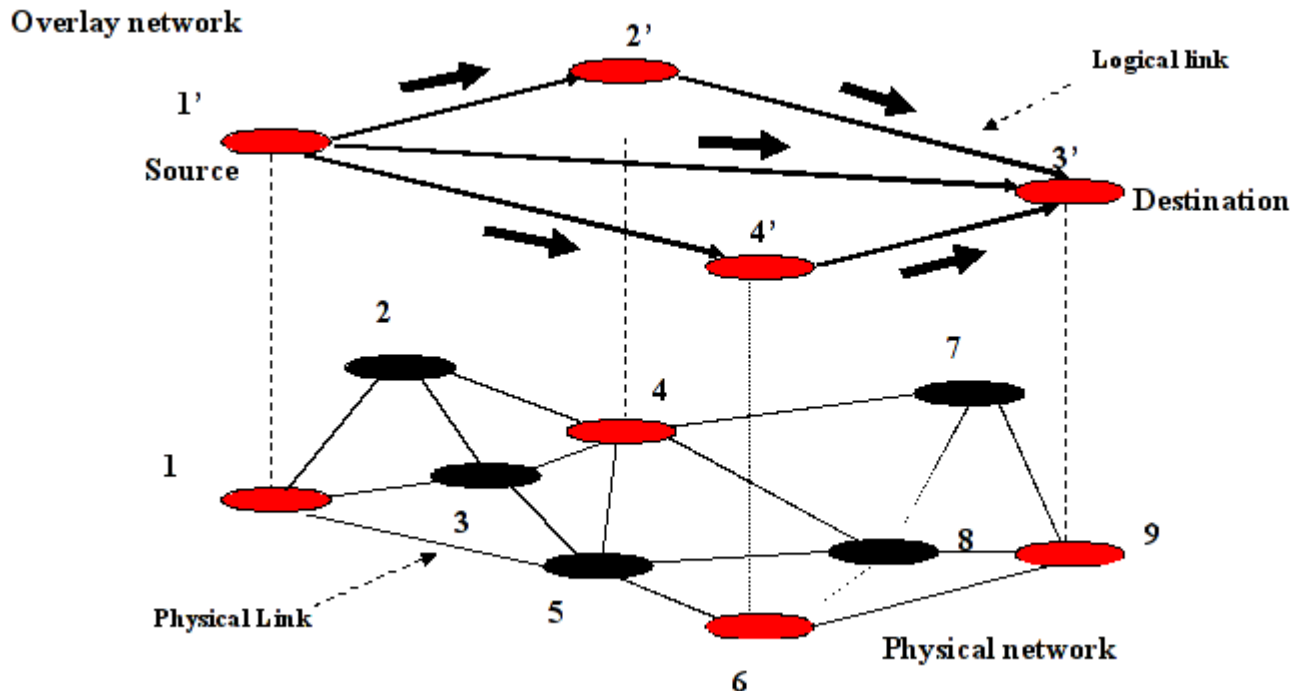 Overlay network
2’
Logical link
1’
3’
Source
Destination
4’
2
7
4
1
3
8
9
Physical Link
5
Physical network
6